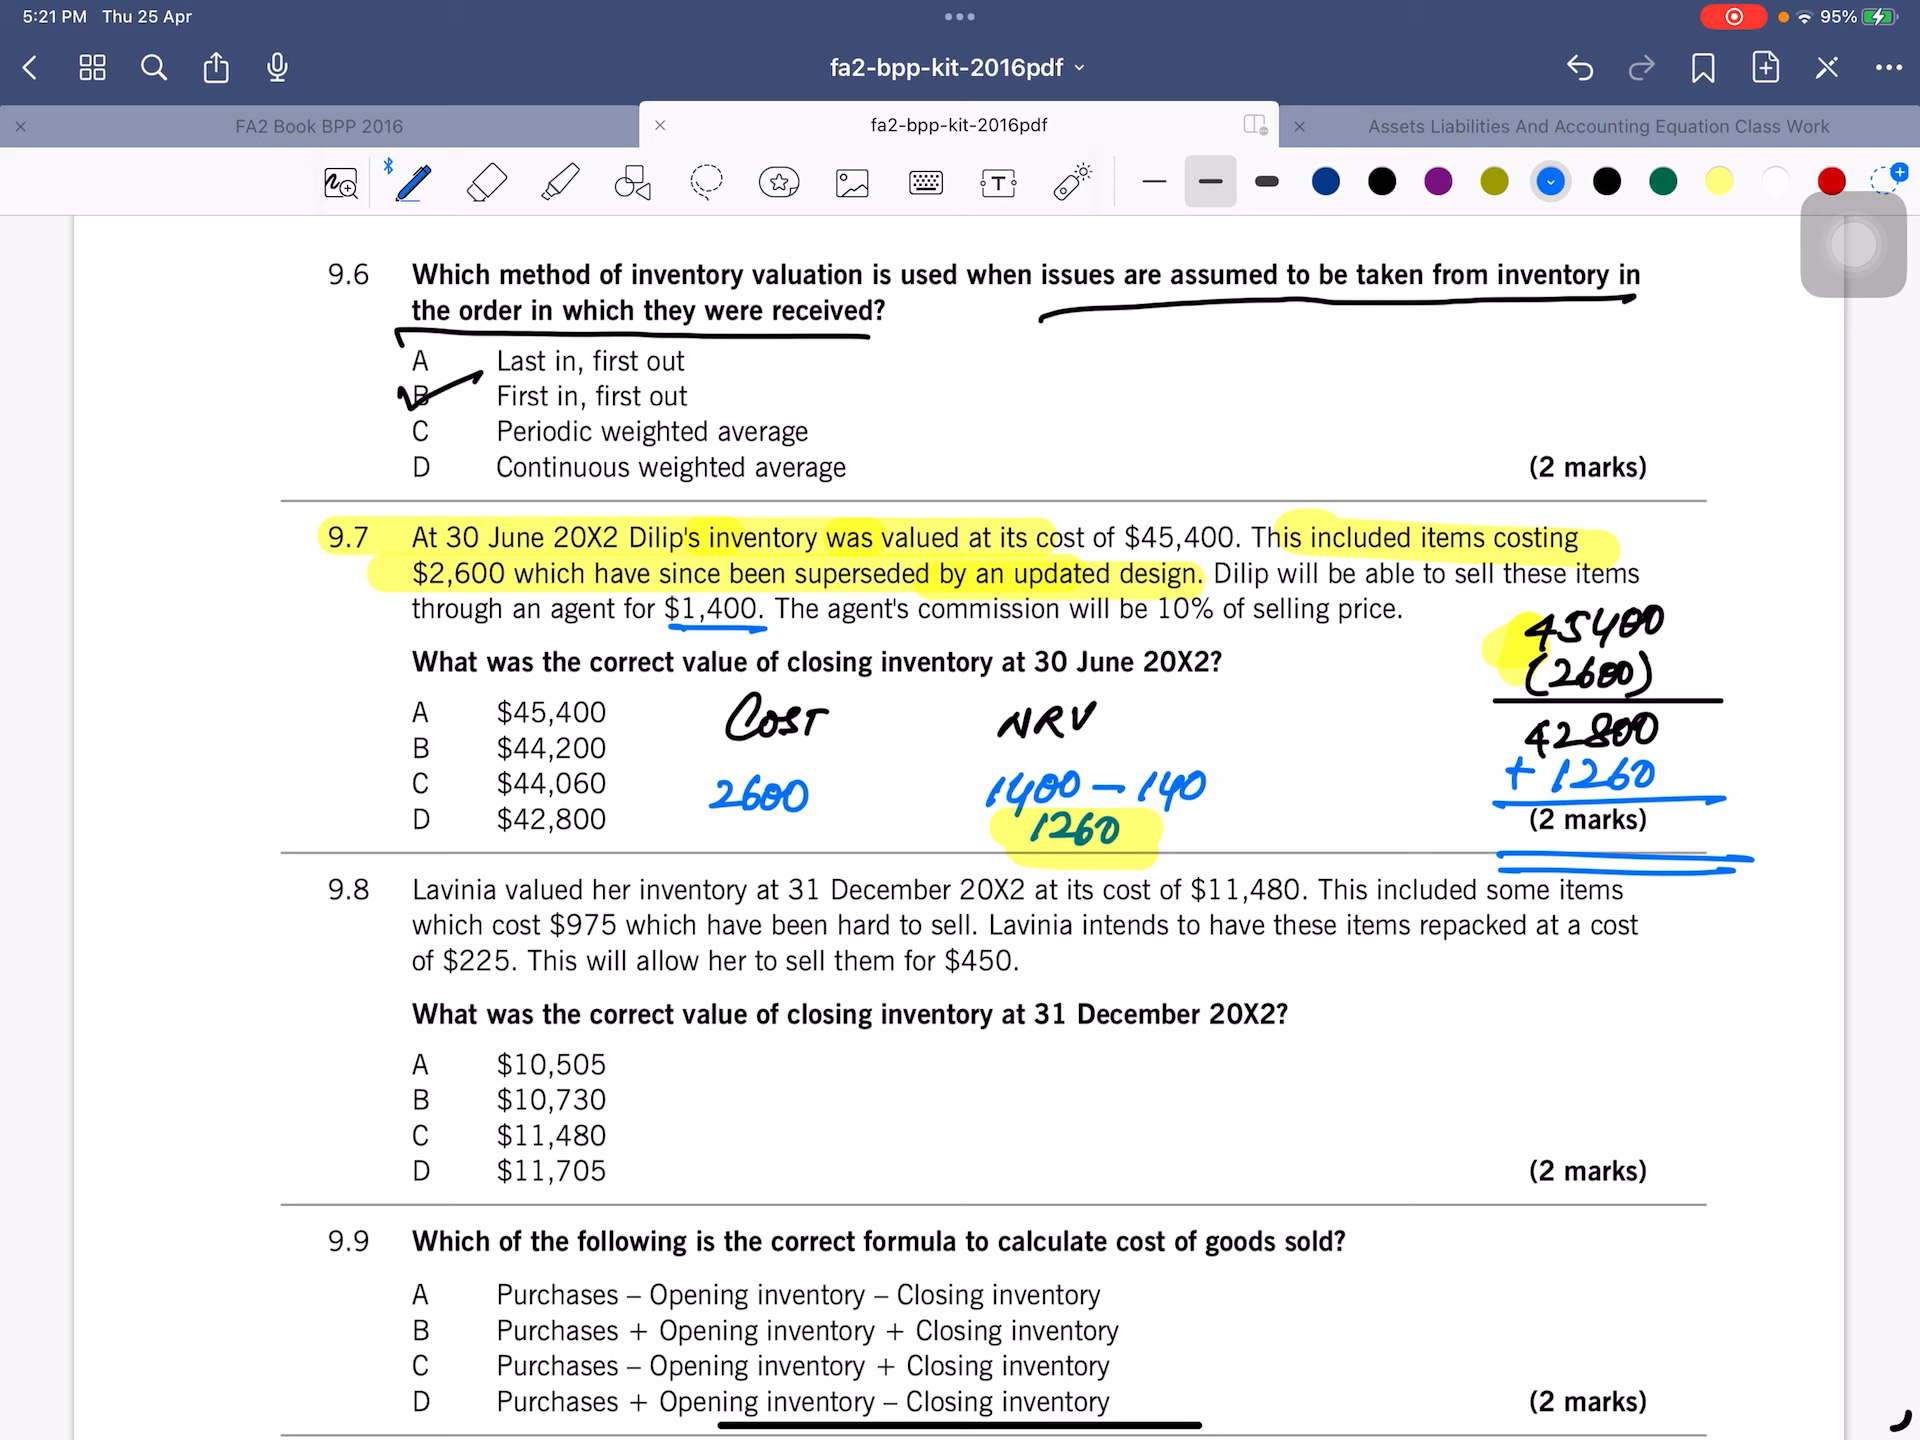 5:21 PM Thu 25 Apr
95%
fa2-bpp-kit-2016pdf
FA2 Book BPP 2016
fa2-bpp-kit-2016pdf
Assets Liabilities And Accounting Equation Class Work
9.6 Which method of inventory valuation is used when issues are assumed to be taken from inventory in
the order in which they were received?
A Last in, first out
B First in, first out
C Periodic weighted average
D Continuous weighted average (2 marks)
9.7 At 30 June 20X2 Dilip's inventory was valued at its cost of $45,400. This included items costing
$2,600 which have since been superseded by an updated design. Dilip will be able to sell these items
through an agent for $1,400. The agent's commission will be 10% of selling price.
45400
What was the correct value of closing inventory at 30 June 20X2? (2600)
A $45,400 COST NRV 42800
B $44,200
C $44,060 2600 1400 - 140 + 1260
D $42,800 1260 (2 marks)
9.8 Lavinia valued her inventory at 31 December 20X2 at its cost of $11,480. This included some items
which cost $975 which have been hard to sell. Lavinia intends to have these items repacked at a cost
of $225. This will allow her to sell them for $450.
What was the correct value of closing inventory at 31 December 20X2?
A $10,505
B $10,730
C $11,480
D $11,705 (2 marks)
9.9 Which of the following is the correct formula to calculate cost of goods sold?
A Purchases – Opening inventory – Closing inventory
B Purchases + Opening inventory + Closing inventory
C Purchases – Opening inventory + Closing inventory
D Purchases + Opening inventory – Closing inventory (2 marks)